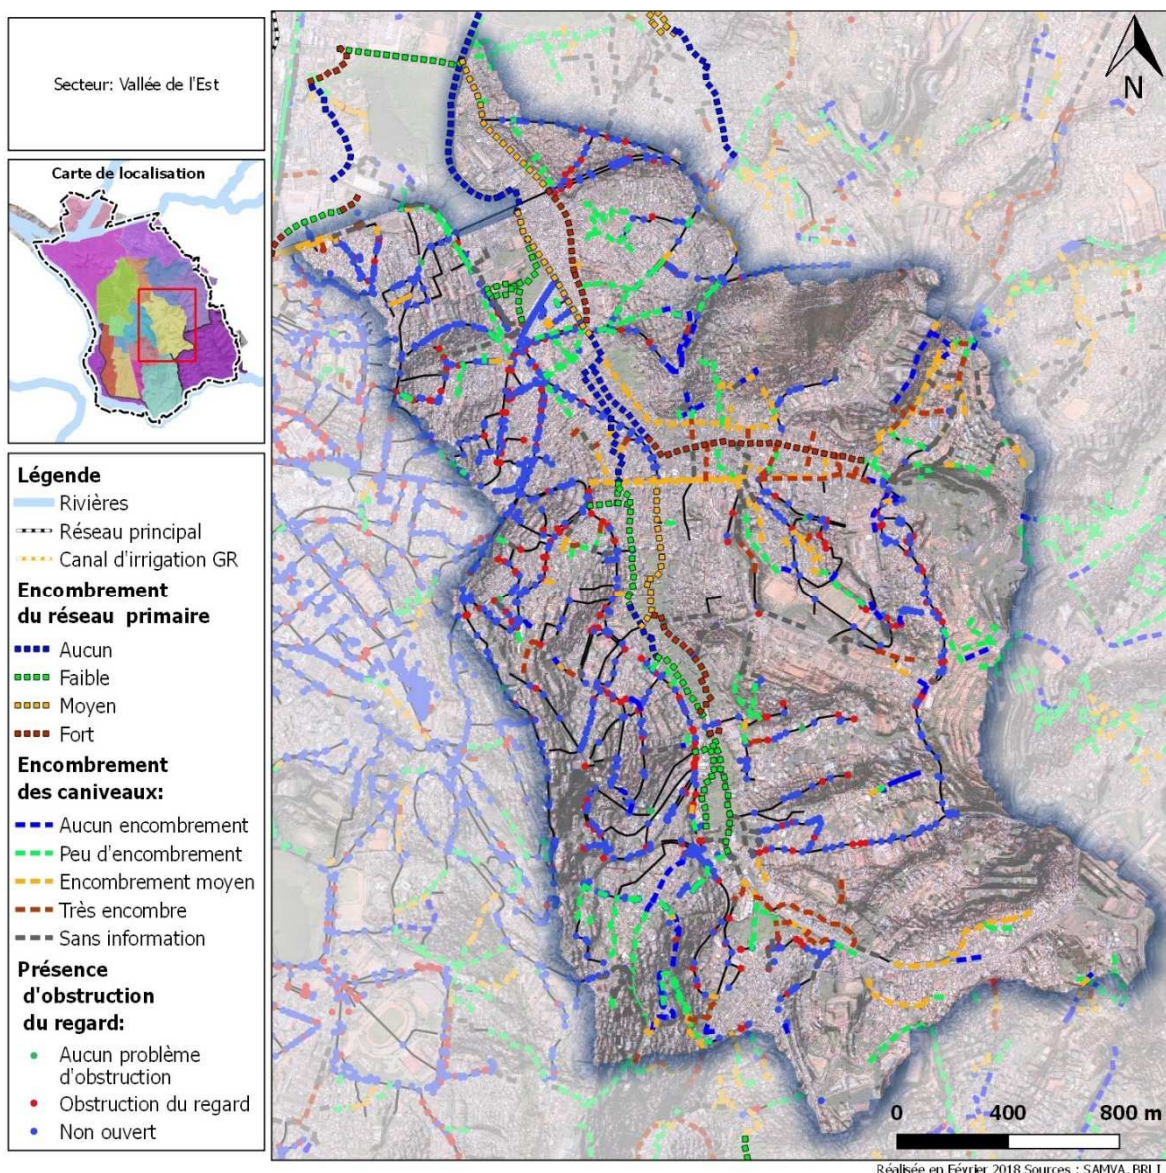 Secteur: Vallée de l'Est
Carte de localisation
Légende
Rivières
Réseau principal
Canal d'irrigation GR
Encombrement
du réseau primaire
Aucun
Faible
Moyen
Fort
Encombrement
des caniveaux:
Aucun encombrement
Peu d'encombrement
Encombrement moyen
Très encombre
Sans information
Présence
d'obstruction
du regard:
Aucun problème
d'obstruction
Obstruction du regard
Non ouvert
N
0 400 800 m
Réalisée en Février 2018 Sources : SAMVA, BRLI